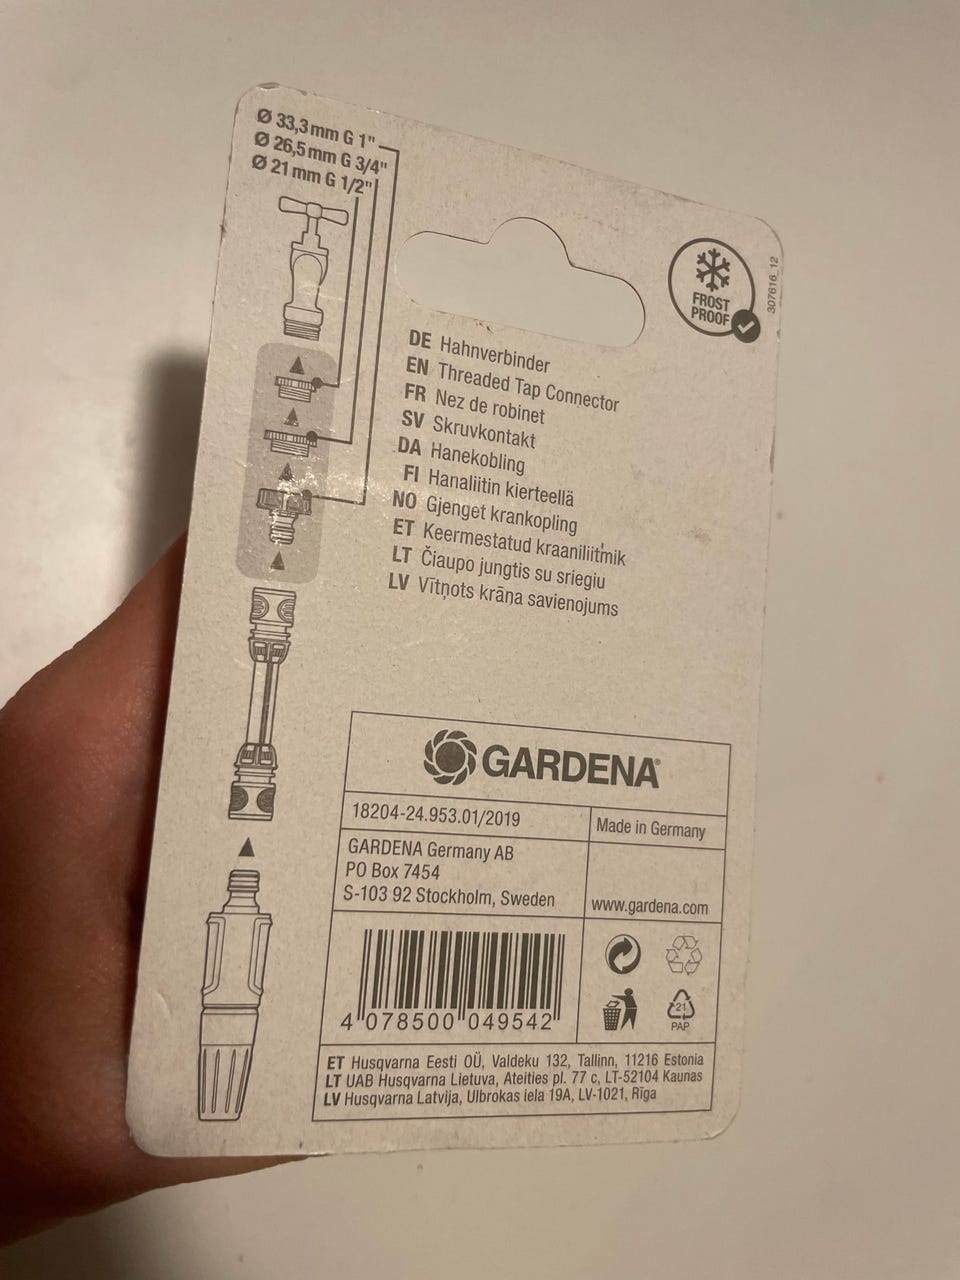 Ø 33,3 mm G 1"
Ø 26,5 mm G 3/4"
Ø 21 mm G 1/2"
FROST
PROOF
307616_12
DE Hahnverbinder
EN Threaded Tap Connector
FR Nez de robinet
SV Skruvkontakt
DA Hanekobling
FI Hanaliitin kierteellä
NO Gjenget krankopling
ET Keermestatud kraaniliitmik
LT Čiaupo jungtis su sriegiu
LV Vītņots krāna savienojums
GARDENA®
18204-24.953.01/2019
Made in Germany
GARDENA Germany AB
PO Box 7454
S-103 92 Stockholm, Sweden
www.gardena.com
4 078500 049542
21
PAP
ET Husqvarna Eesti OÜ, Valdeku 132, Tallinn, 11216 Estonia
LT UAB Husqvarna Lietuva, Ateities pl. 77 c, LT-52104 Kaunas
LV Husqvarna Latvija, Ulbrokas iela 19A, LV-1021, Rīga